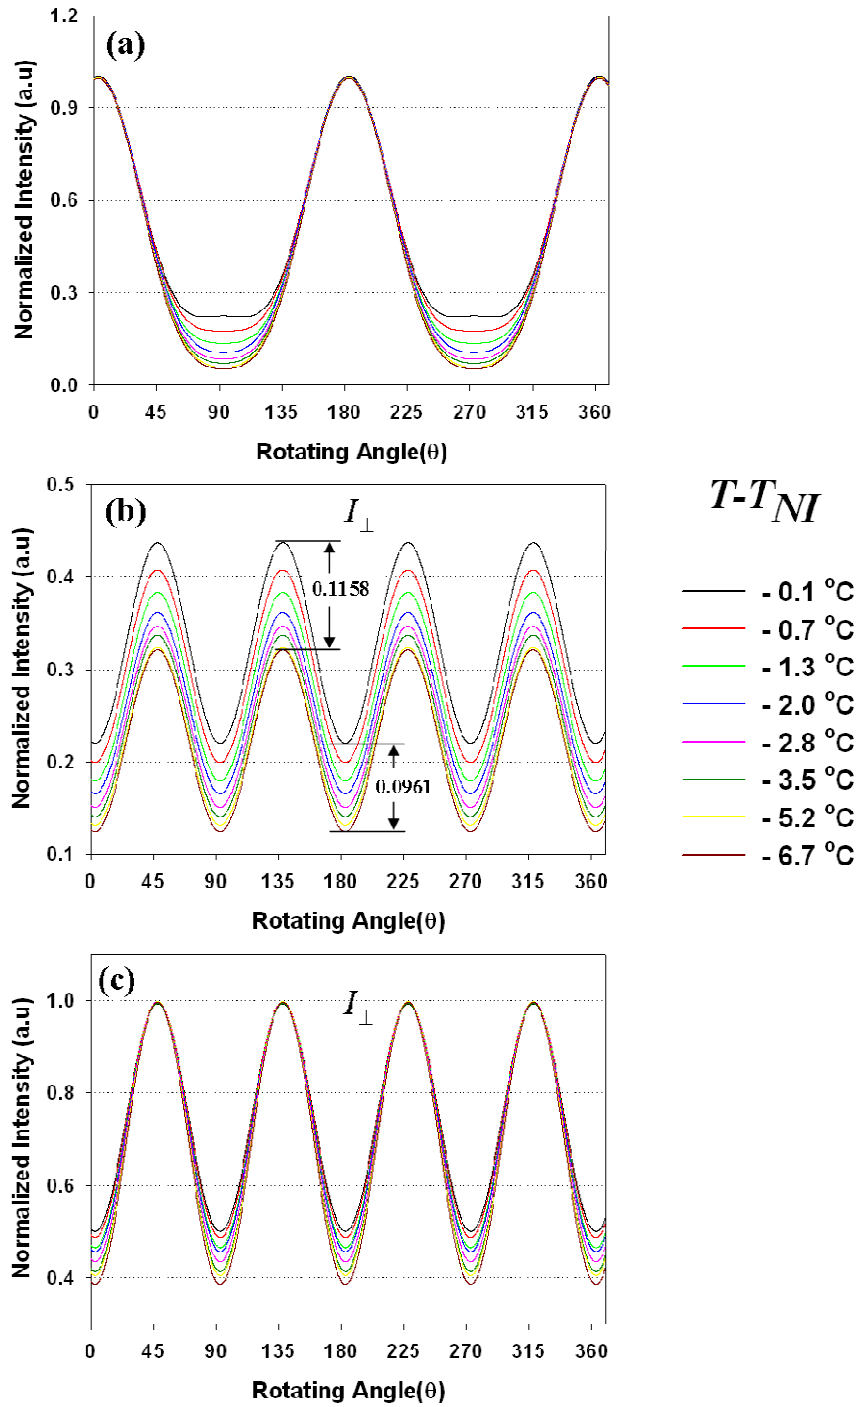 (a)
Normalized Intensity (a.u)
1.2
0.9
0.6
0.3
0.0
0 45 90 135 180 225 270 315 360
Rotating Angle(θ)
(b)
I⊥
Normalized Intensity (a.u)
0.5
0.4
0.3
0.2
0.1
0.1158
0.0961
0 45 90 135 180 225 270 315 360
Rotating Angle(θ)
T-T_NI
- 0.1 °C
- 0.7 °C
- 1.3 °C
- 2.0 °C
- 2.8 °C
- 3.5 °C
- 5.2 °C
- 6.7 °C
(c)
I⊥
Normalized Intensity (a.u)
1.0
0.8
0.6
0.4
0 45 90 135 180 225 270 315 360
Rotating Angle(θ)